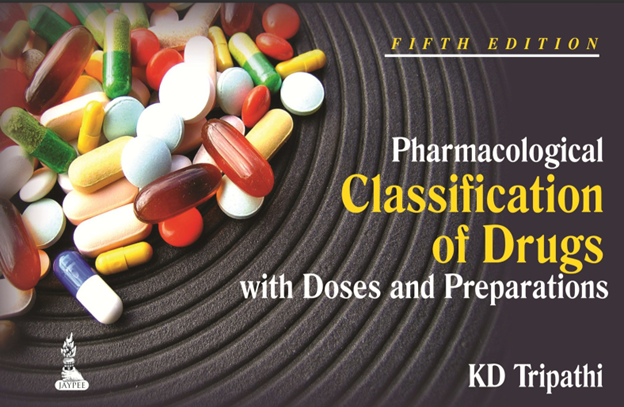 FIFTH EDITION
Pharmacological
Classification
of Drugs
with Doses and Preparations
KD Tripathi
JAYPEE